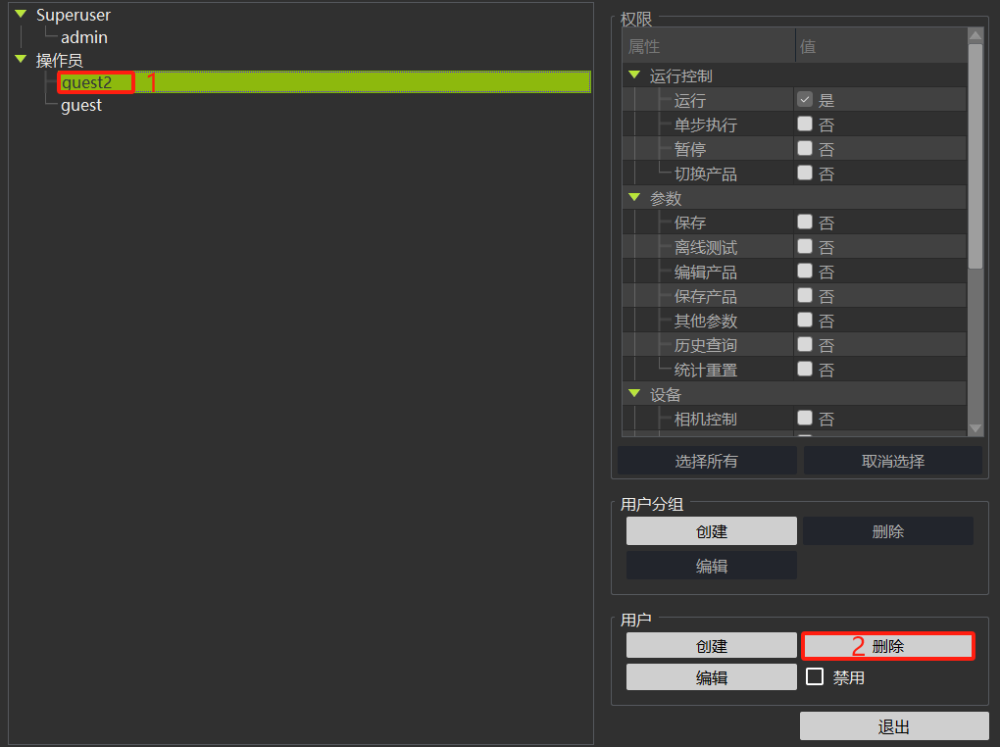 Superuser
admin
操作员
guest2 1
guest
权限
属性 值
运行控制
运行 是
单步执行 否
暂停 否
切换产品 否
参数
保存 否
离线测试 否
编辑产品 否
保存产品 否
其他参数 否
历史查询 否
统计重置 否
设备
相机控制 否
选择所有 取消选择
用户分组
创建 删除
编辑
用户
创建 2 删除
编辑 禁用
退出